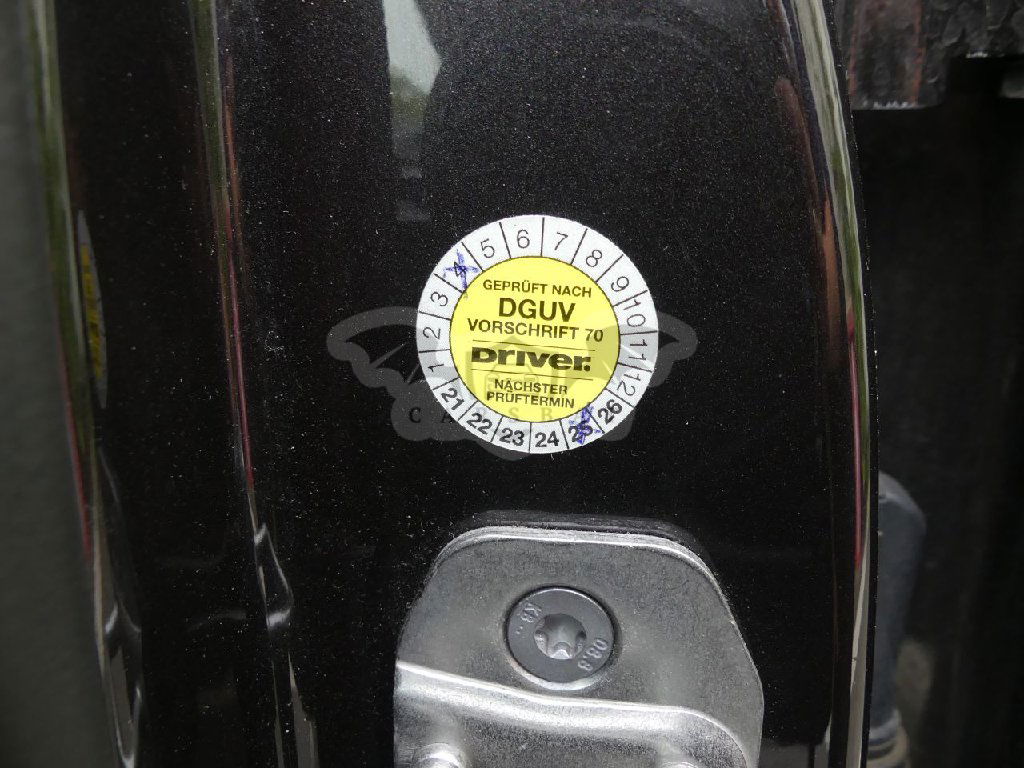 1 2 3 4 5 6 7 8 9 10 11 12
GEPRÜFT NACH
DGUV
VORSCHRIFT 70
DRIVER.
NÄCHSTER
PRÜFTERMIN
21 22 23 24 25 26